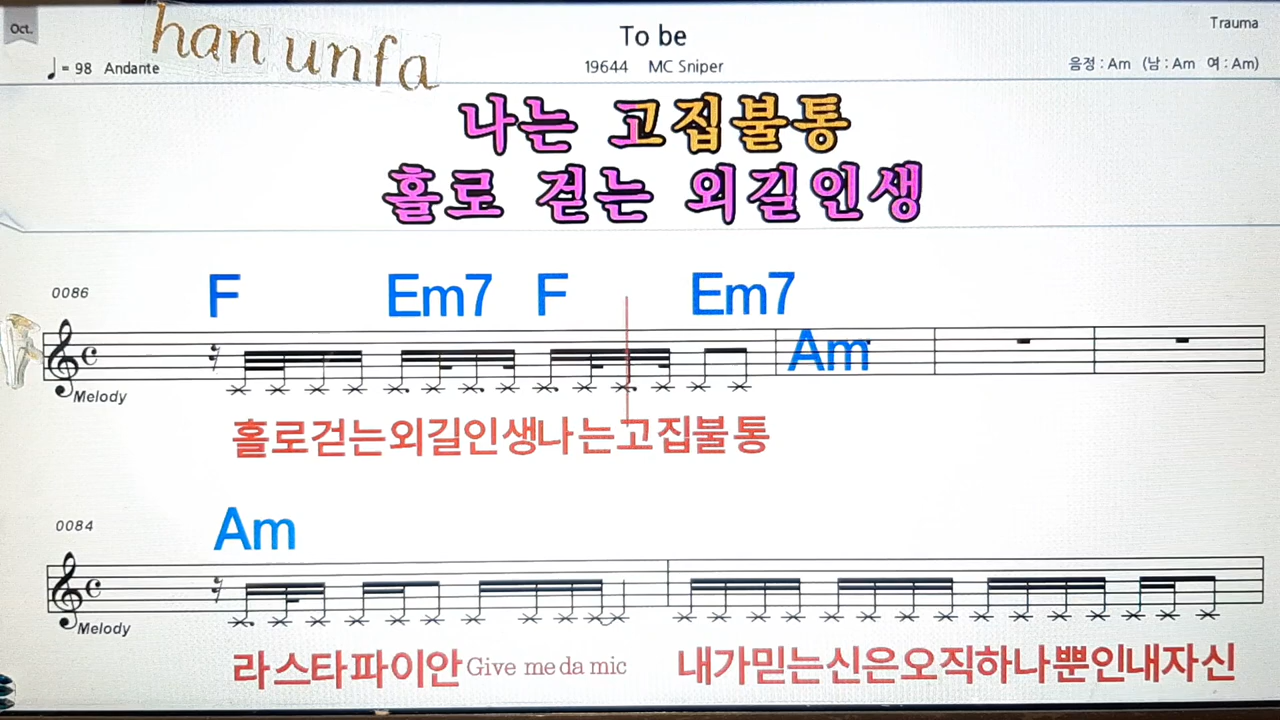 Oct.
han unfa
To be
Trauma
♩= 98 Andante
19644 MC Sniper
음정 : Am (남 : Am 여 : Am)
나는 고집불통
홀로 걷는 외길인생
0086
F Em7 F Em7
Am
Melody
홀로걷는외길인생나는고집불통
0084
Am
Melody
라스타파이안Give me da mic 내가믿는신은오직하나뿐인내자신